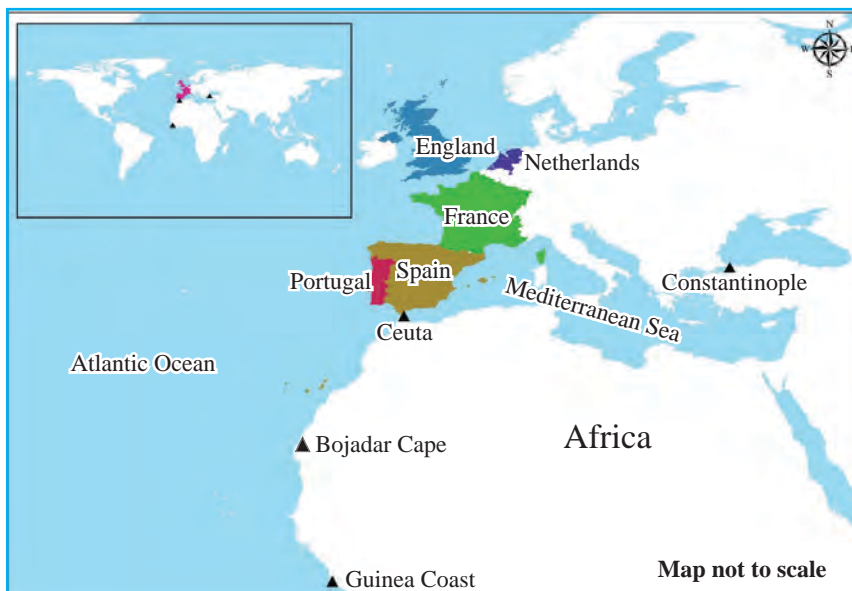 N
W
E
S
England
Netherlands
France
Portugal
Spain
Constantinople
Mediterranean Sea
Ceuta
Atlantic Ocean
Africa
Bojadar Cape
Guinea Coast
Map not to scale